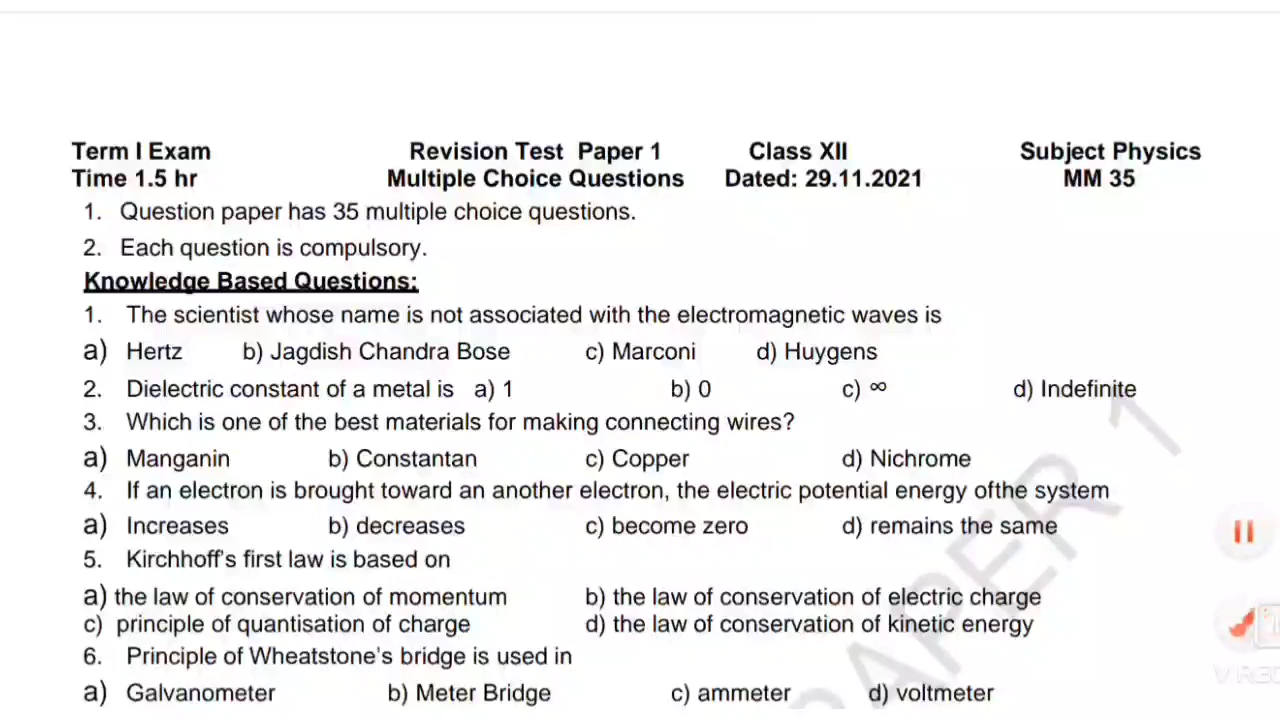 Term I Exam Revision Test Paper 1 Class XII Subject Physics
Time 1.5 hr Multiple Choice Questions Dated: 29.11.2021 MM 35
1. Question paper has 35 multiple choice questions.
2. Each question is compulsory.
Knowledge Based Questions:
1. The scientist whose name is not associated with the electromagnetic waves is
a) Hertz b) Jagdish Chandra Bose c) Marconi d) Huygens
2. Dielectric constant of a metal is a) 1 b) 0 c) ∞ d) Indefinite
3. Which is one of the best materials for making connecting wires?
a) Manganin b) Constantan c) Copper d) Nichrome
4. If an electron is brought toward an another electron, the electric potential energy ofthe system
a) Increases b) decreases c) become zero d) remains the same
5. Kirchhoff's first law is based on
a) the law of conservation of momentum b) the law of conservation of electric charge
c) principle of quantisation of charge d) the law of conservation of kinetic energy
6. Principle of Wheatstone's bridge is used in
a) Galvanometer b) Meter Bridge c) ammeter d) voltmeter
PAPER 1